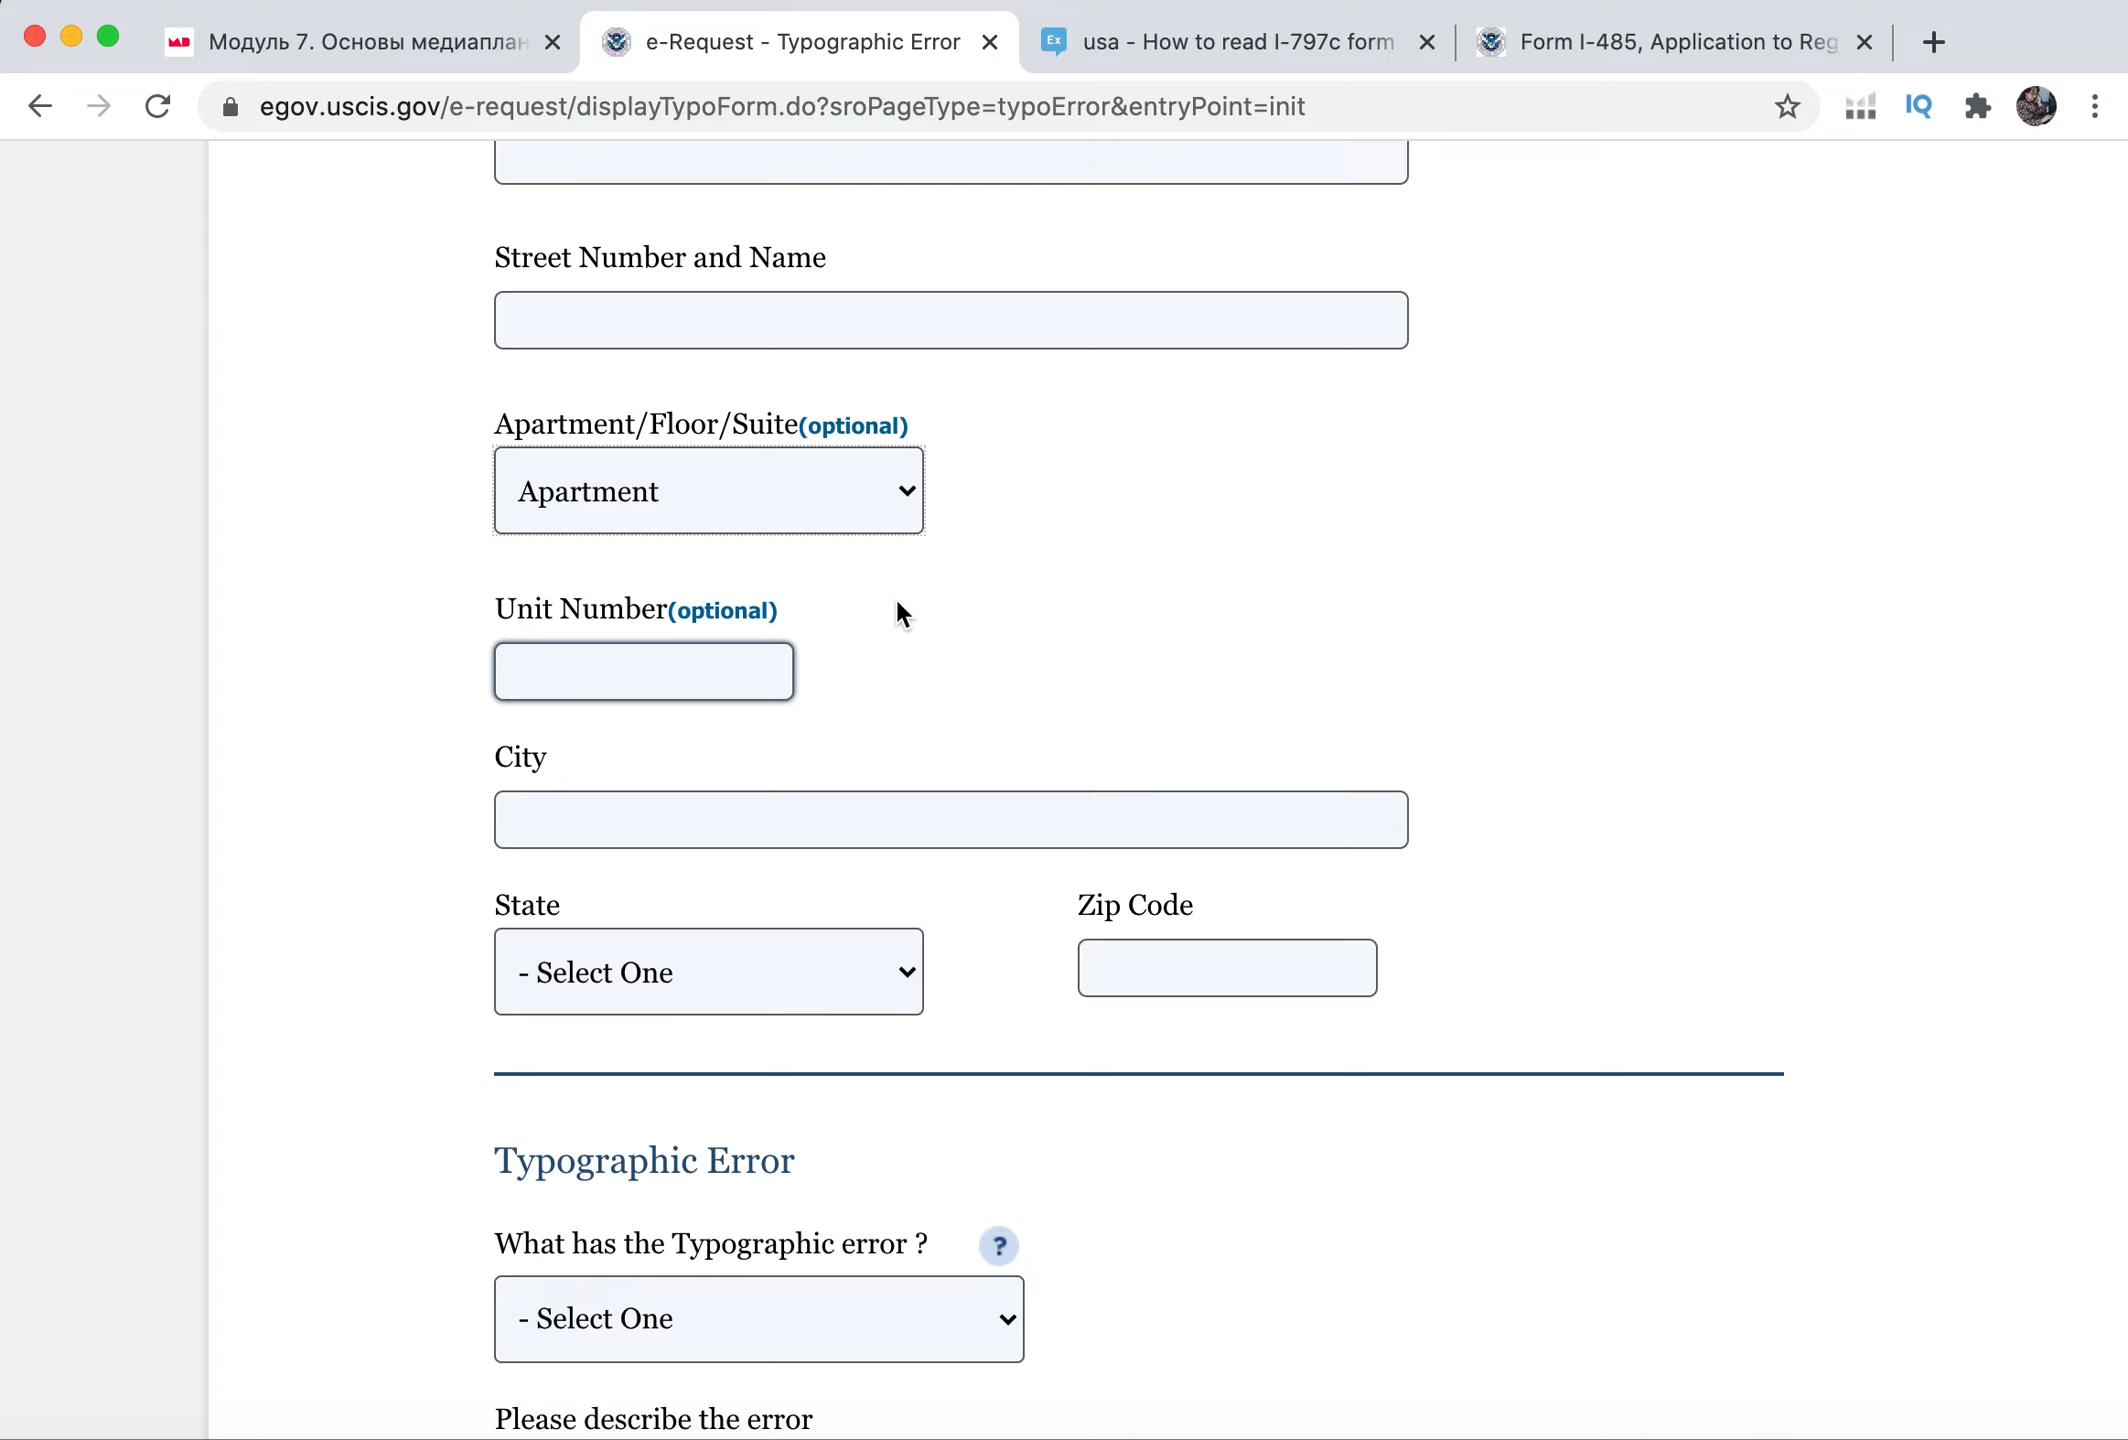 Модуль 7. Основы медиаплан
e-Request - Typographic Error
Ex
usa - How to read I-797c form
Form I-485, Application to Reg
egov.uscis.gov/e-request/displayTypoForm.do?sroPageType=typoError&entryPoint=init
IQ
Street Number and Name
Apartment/Floor/Suite(optional)
Apartment
Unit Number(optional)
City
State
Zip Code
- Select One
Typographic Error
What has the Typographic error ?
?
- Select One
Please describe the error